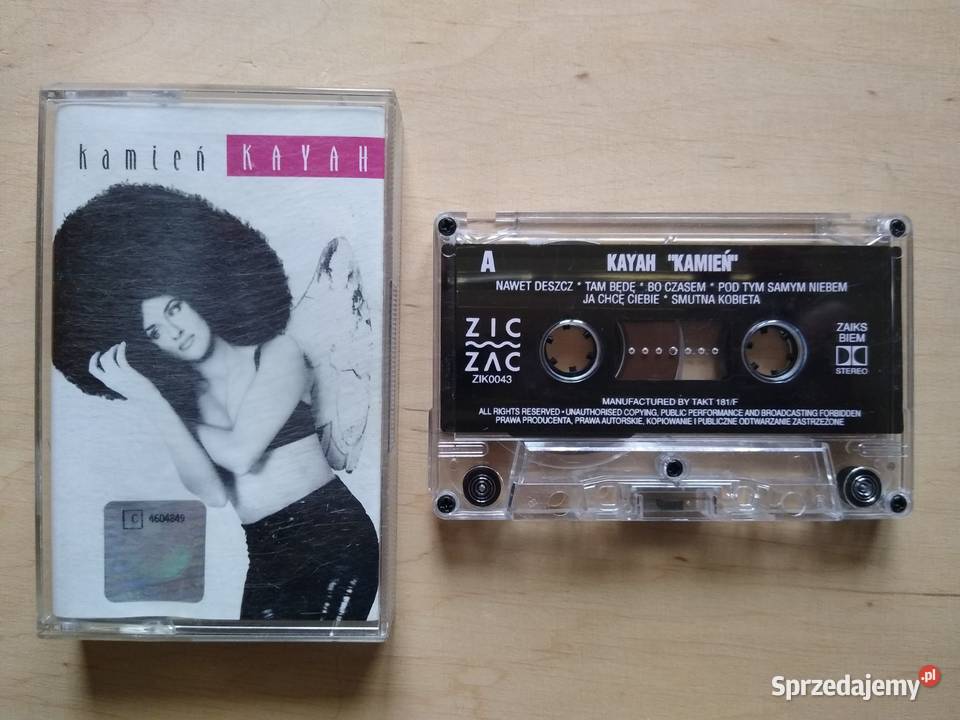 kamień KAYAH
C 4604849
A KAYAH "KAMIEŃ"
NAWET DESZCZ * TAM BĘDĘ * BO CZASEM * POD TYM SAMYM NIEBEM
JA CHCĘ CIEBIE * SMUTNA KOBIETA
ZIC
ZAC
ZIK0043
ZAIKS
BIEM
STEREO
MANUFACTURED BY TAKT 181/F
ALL RIGHTS RESERVED • UNAUTHORISED COPYING, PUBLIC PERFORMANCE AND BROADCASTING FORBIDDEN
PRAWA PRODUCENTA, PRAWA AUTORSKIE, KOPIOWANIE I PUBLICZNE ODTWARZANIE ZASTRZEŻONE
Sprzedajemy.pl